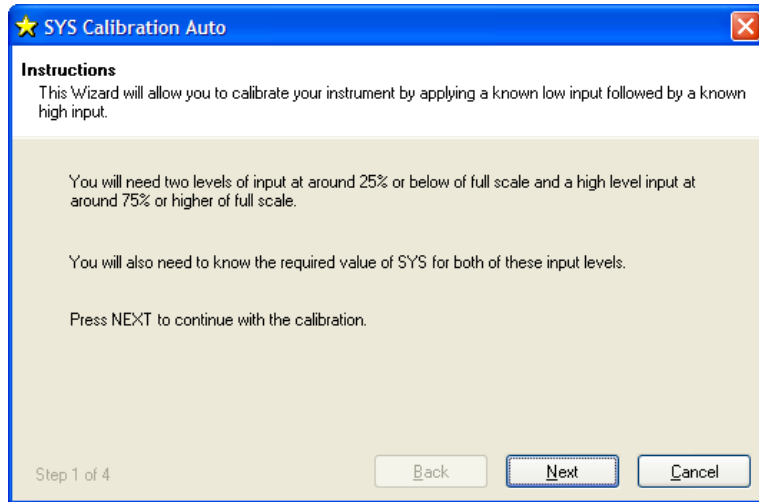 SYS Calibration Auto
Instructions
This Wizard will allow you to calibrate your instrument by applying a known low input followed by a known
high input.
You will need two levels of input at around 25% or below of full scale and a high level input at
around 75% or higher of full scale.
You will also need to know the required value of SYS for both of these input levels.
Press NEXT to continue with the calibration.
Step 1 of 4
Back
Next
Cancel